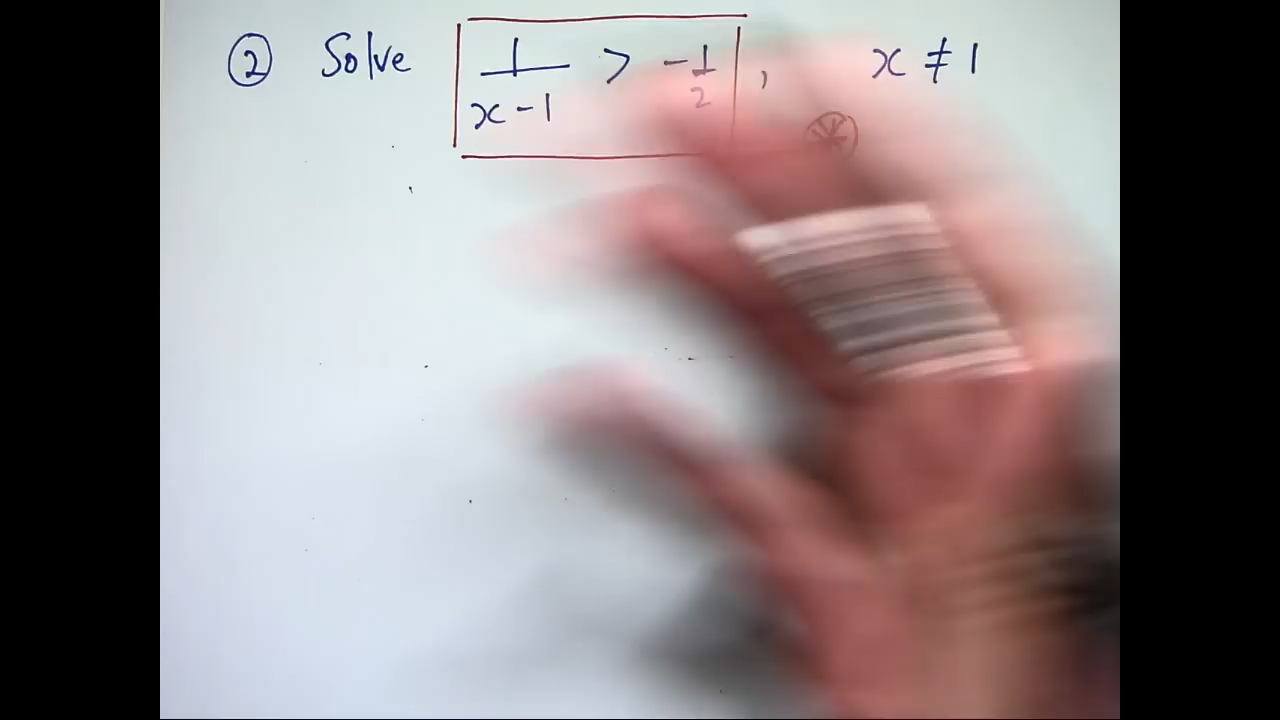 ② Solve 1/(x-1) > -1/2 , x ≠ 1
⊛